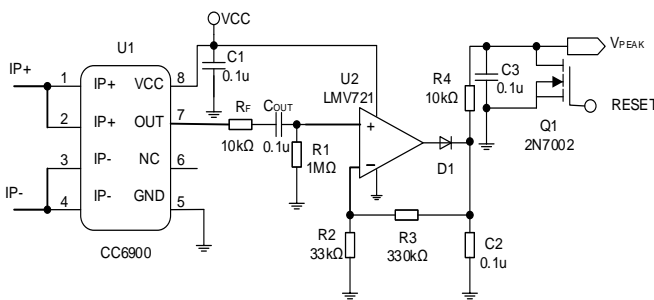 VCC
U1
IP+
1
IP+
VCC
8
C1
0.1u
2
IP+
OUT
7
RF
10kΩ
COUT
0.1u
R1
1MΩ
3
IP-
NC
6
IP-
4
IP-
GND
5
CC6900
U2
LMV721
+
-
D1
R4
10kΩ
C3
0.1u
VPEAK
RESET
Q1
2N7002
R2
33kΩ
R3
330kΩ
C2
0.1u